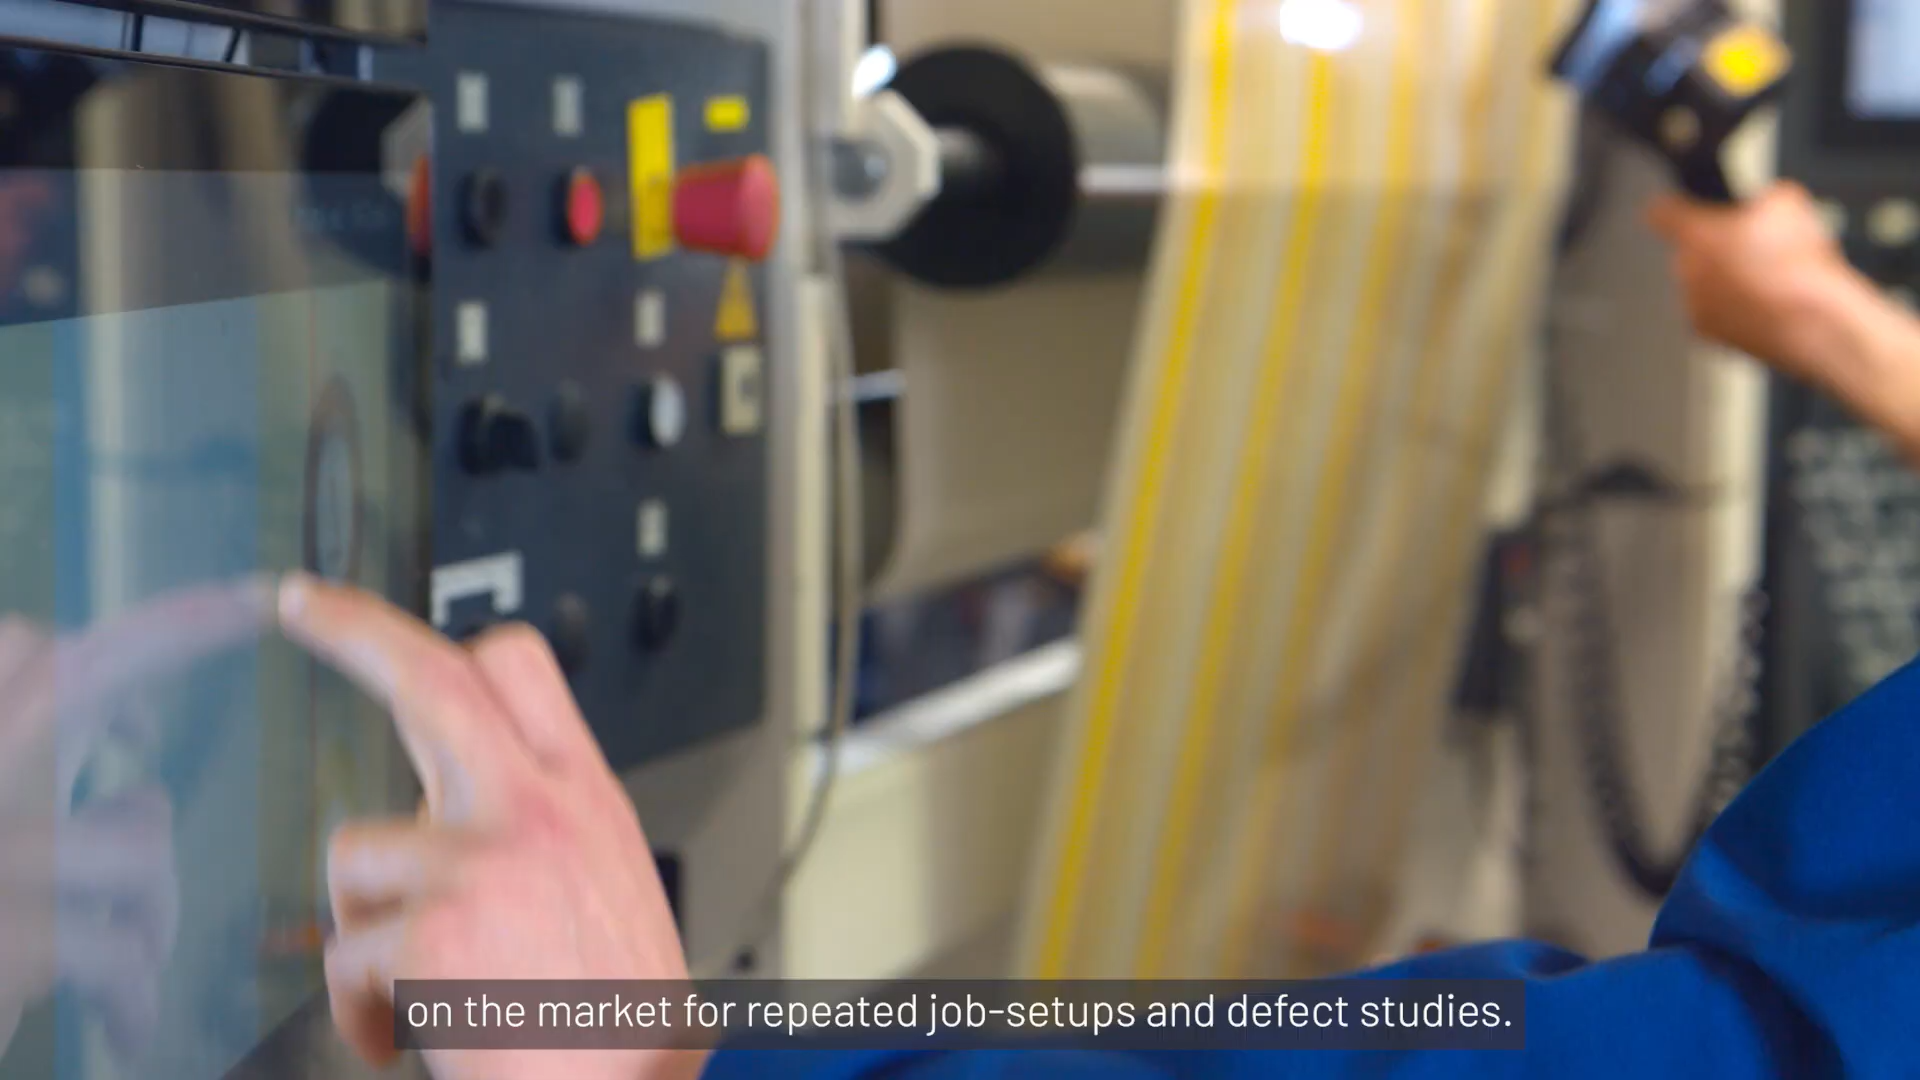 on the market for repeated job-setups and defect studies.